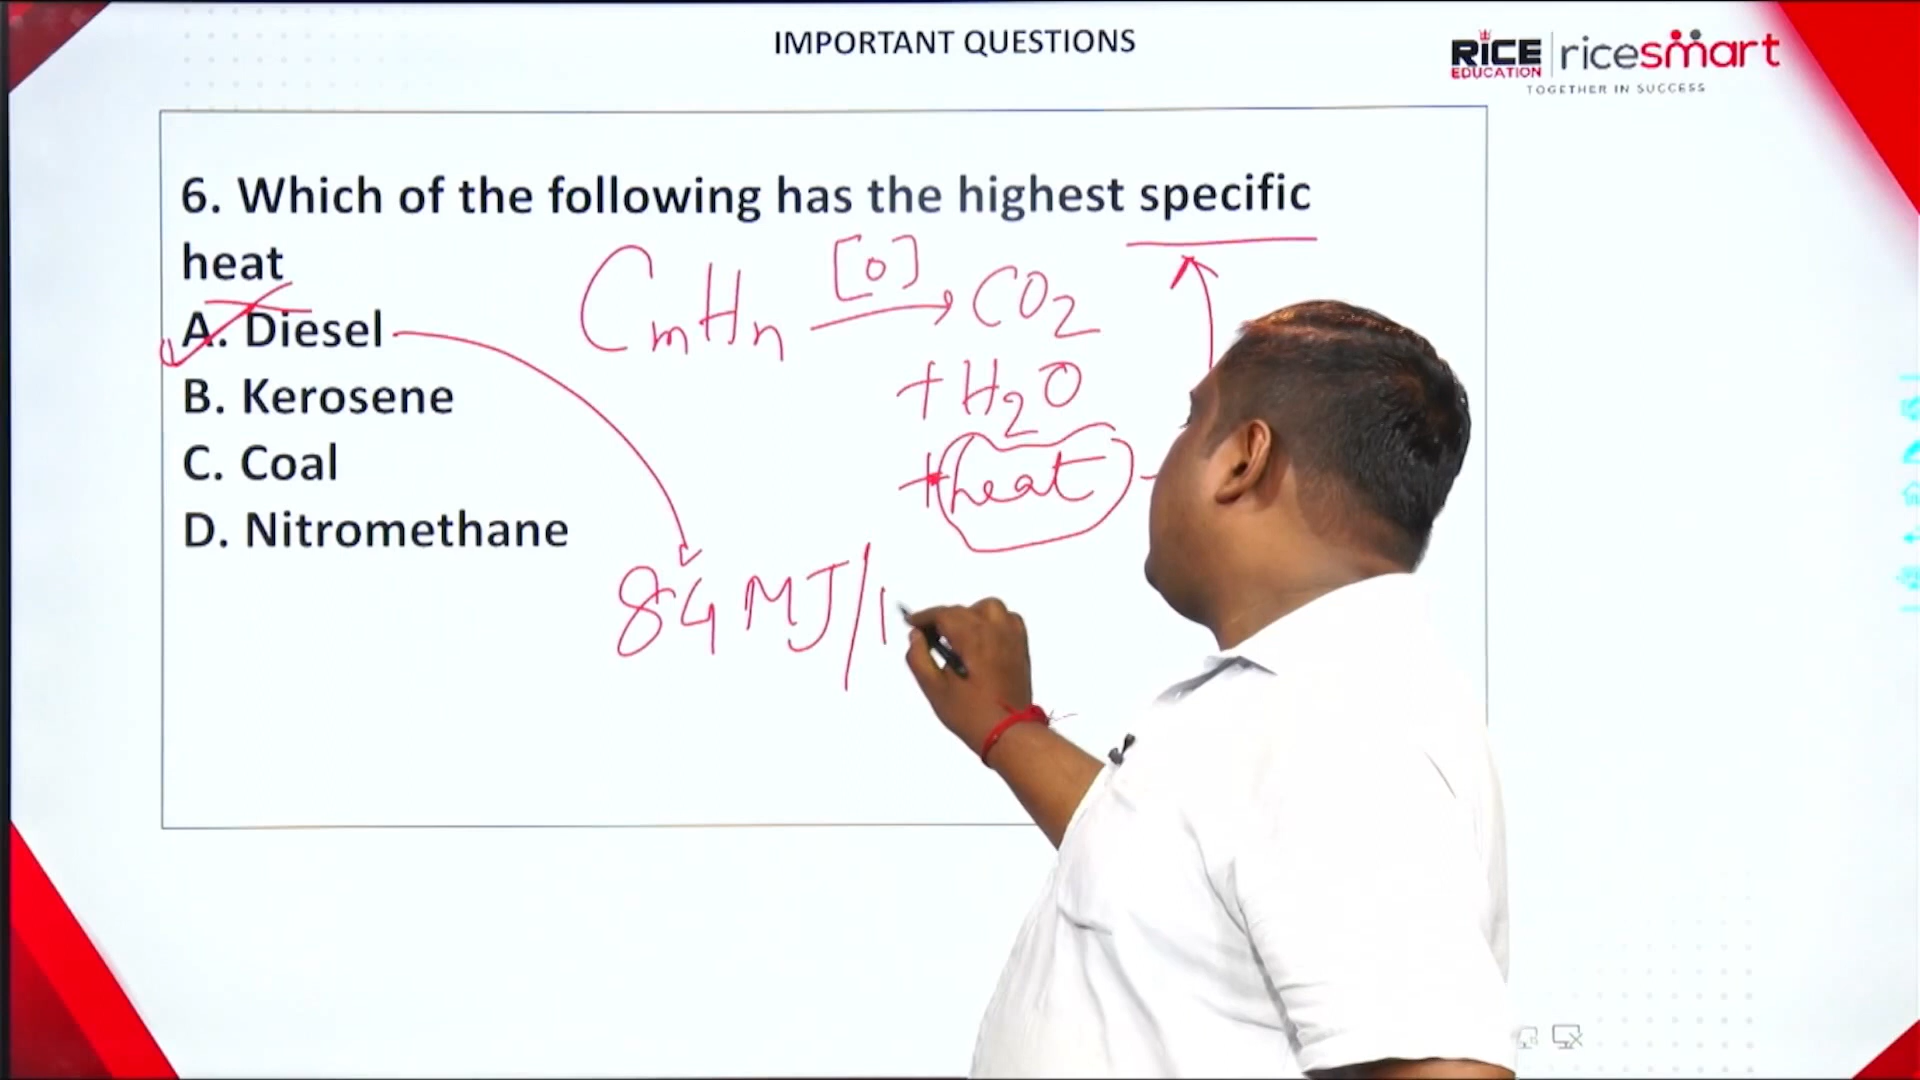 IMPORTANT QUESTIONS
RICE
EDUCATION
ricesmart
TOGETHER IN SUCCESS
6. Which of the following has the highest specific
heat
A. Diesel
B. Kerosene
C. Coal
D. Nitromethane
CmHn [O] → CO2
+ H2O
+ heat
84 MJ/1